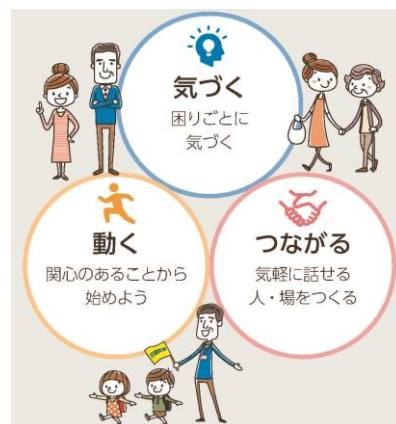 気づく
困りごとに
気づく
動く
関心のあることから
始めよう
つながる
気軽に話せる
人・場をつくる